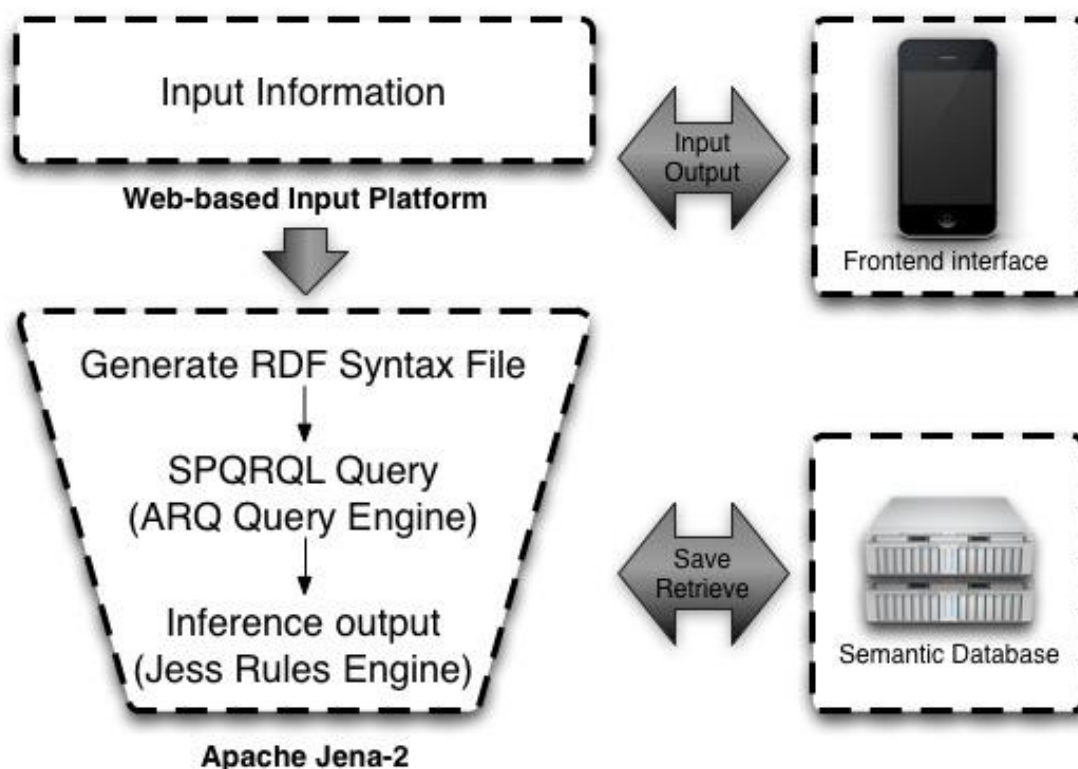 Input Information
Web-based Input Platform
Input
Output
Frontend interface
Generate RDF Syntax File
SPQRQL Query
(ARQ Query Engine)
Inference output
(Jess Rules Engine)
Apache Jena-2
Save
Retrieve
Semantic Database